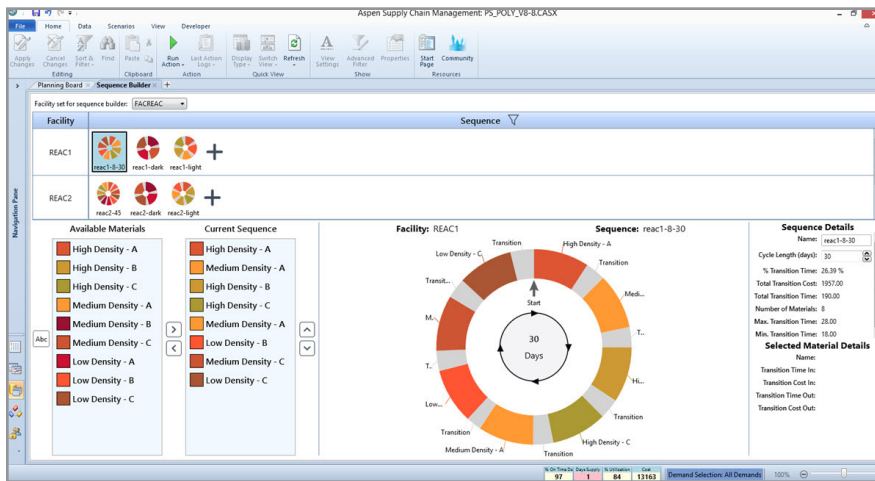 Aspen Supply Chain Management: PS_POLY_V8-8.CASX
File Home Data Scenarios View Developer
Apply Changes
Cancel Changes
Sort & Filter
Find
Paste
Run Action
Last Action Logs
Display Type
Switch View
Refresh
View Settings
Advanced Filter
Properties
Start Page
Community
Editing Clipboard Action Quick View Show Resources
Planning Board Sequence Builder
Facility set for sequence builder: FACREAC
Facility Sequence
REAC1
reac1-8-30 reac1-dark reac1-light
REAC2
reac2-45 reac2-dark reac2-light
Navigation Pane
Available Materials
High Density - A
High Density - B
High Density - C
Medium Density - A
Medium Density - B
Medium Density - C
Low Density - A
Low Density - B
Low Density - C
Abc
Current Sequence
High Density - A
Medium Density - A
High Density - B
High Density - C
Medium Density - A
Low Density - B
Medium Density - C
Low Density - C
Facility: REAC1 Sequence: reac1-8-30
Transition
High Density - A
Transition
Medi...
T...
Hi...
Transition
High Density - C
Transition
Medium Density - A
Transition
Low...
T...
M...
Transit...
Low Density - C
Start
30
Days
Sequence Details
Name: reac1-8-30
Cycle Length (days): 30
% Transition Time: 26.39 %
Total Transition Cost: 1957.00
Total Transition Time: 190.00
Number of Materials: 8
Max. Transition Time: 28.00
Min. Transition Time: 18.00
Selected Material Details
Name:
Transition Time In:
Transition Cost In:
Transition Time Out:
Transition Cost Out:
% On Time De Days Supply % Utilization Cost
97 1 84 13163
Demand Selection: All Demands
100%